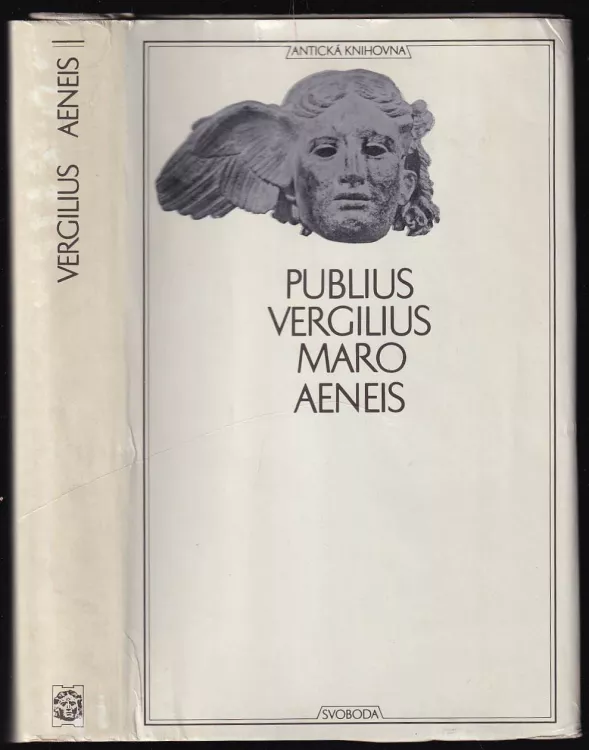 VERGILIUS AENEIS
ANTICKÁ KNIHOVNA
PUBLIUS
VERGILIUS
MARO
AENEIS
SVOBODA